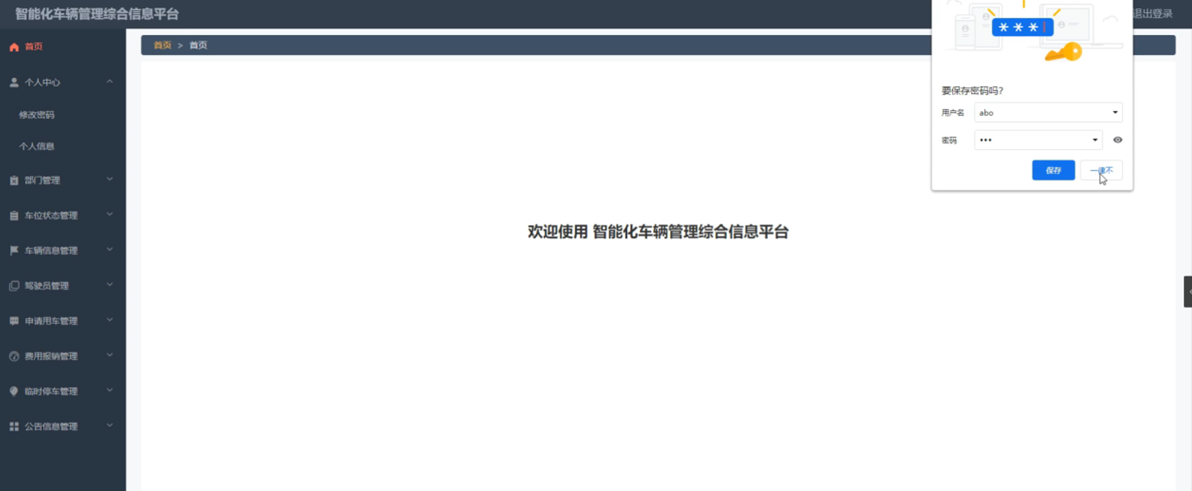 智能化车辆管理综合信息平台
退出登录
首页
首页 > 首页
个人中心
修改密码
个人信息
部门管理
车位状态管理
车辆信息管理
驾驶员管理
申请用车管理
费用报销管理
临时停车管理
公告信息管理
欢迎使用 智能化车辆管理综合信息平台
***
要保存密码吗?
用户名 abo
密码 •••
保存
一律不